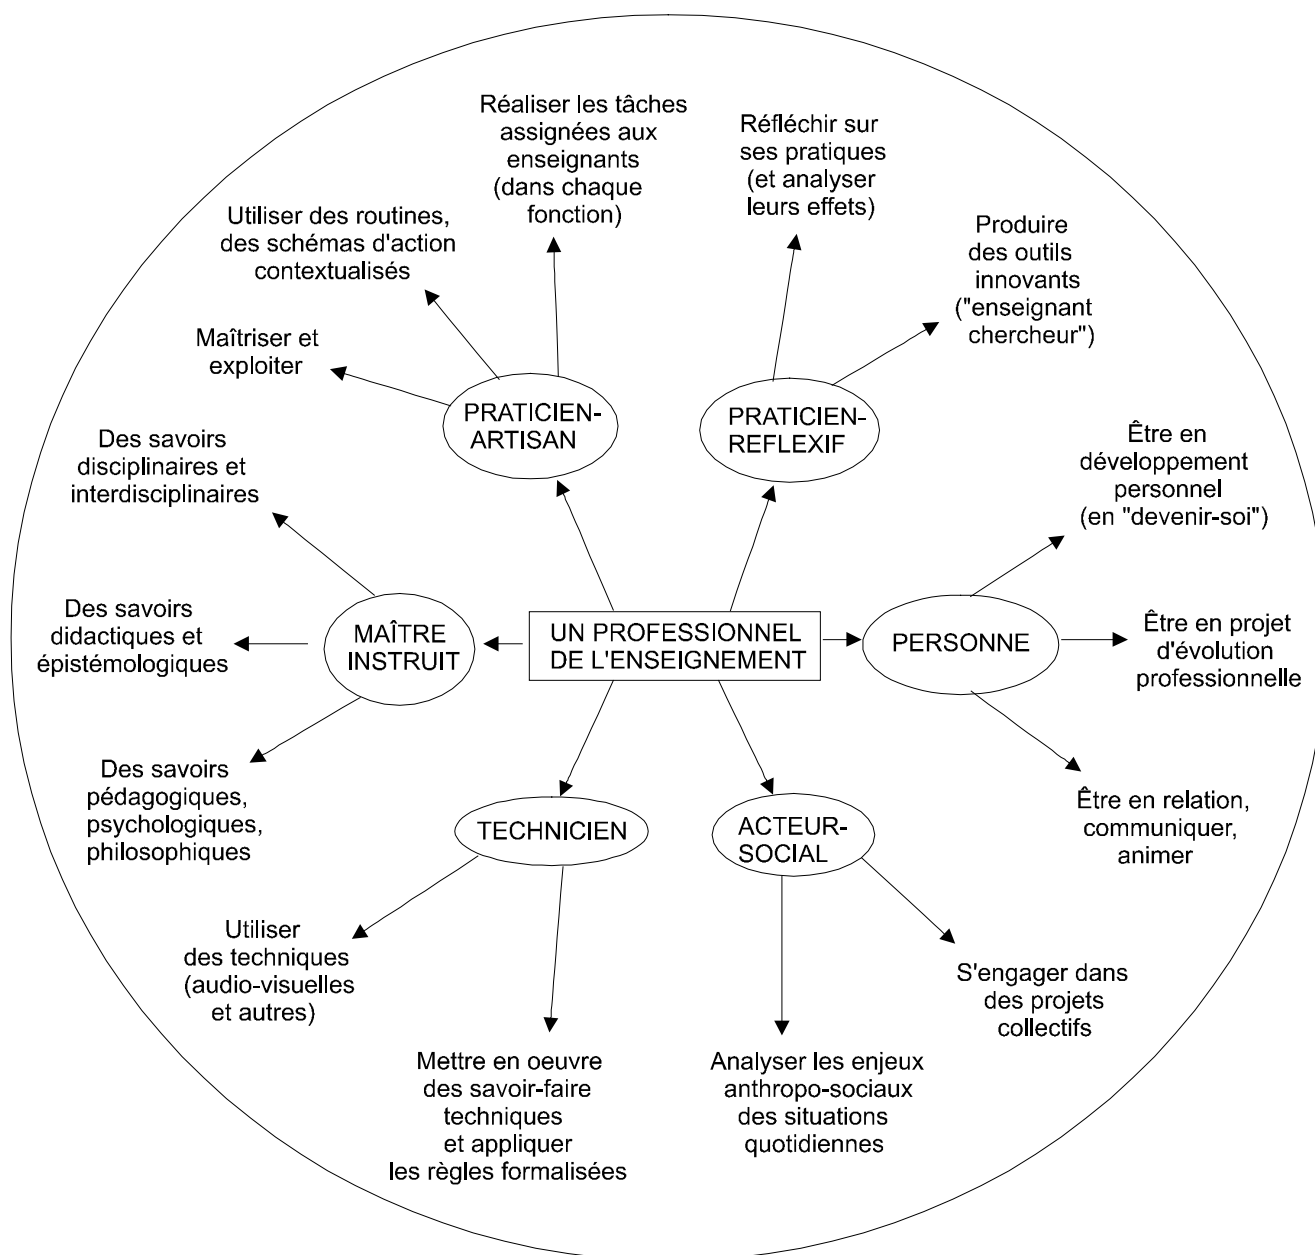 Réaliser les tâches
assignées aux
enseignants
(dans chaque
fonction)
Réfléchir sur
ses pratiques
(et analyser
leurs effets)
Utiliser des routines,
des schémas d'action
contextualisés
Produire
des outils
innovants
("enseignant
chercheur")
Maîtriser et
exploiter
PRATICIEN-
ARTISAN
PRATICIEN-
REFLEXIF
Des savoirs
disciplinaires et
interdisciplinaires
Être en
développement
personnel
(en "devenir-soi")
Des savoirs
didactiques et
épistémologiques
MAÎTRE
INSTRUIT
UN PROFESSIONNEL
DE L'ENSEIGNEMENT
PERSONNE
Être en projet
d'évolution
professionnelle
Des savoirs
pédagogiques,
psychologiques,
philosophiques
TECHNICIEN
ACTEUR-
SOCIAL
Être en relation,
communiquer,
animer
Utiliser
des techniques
(audio-visuelles
et autres)
S'engager dans
des projets
collectifs
Mettre en oeuvre
des savoir-faire
techniques
et appliquer
les règles formalisées
Analyser les enjeux
anthropo-sociaux
des situations
quotidiennes